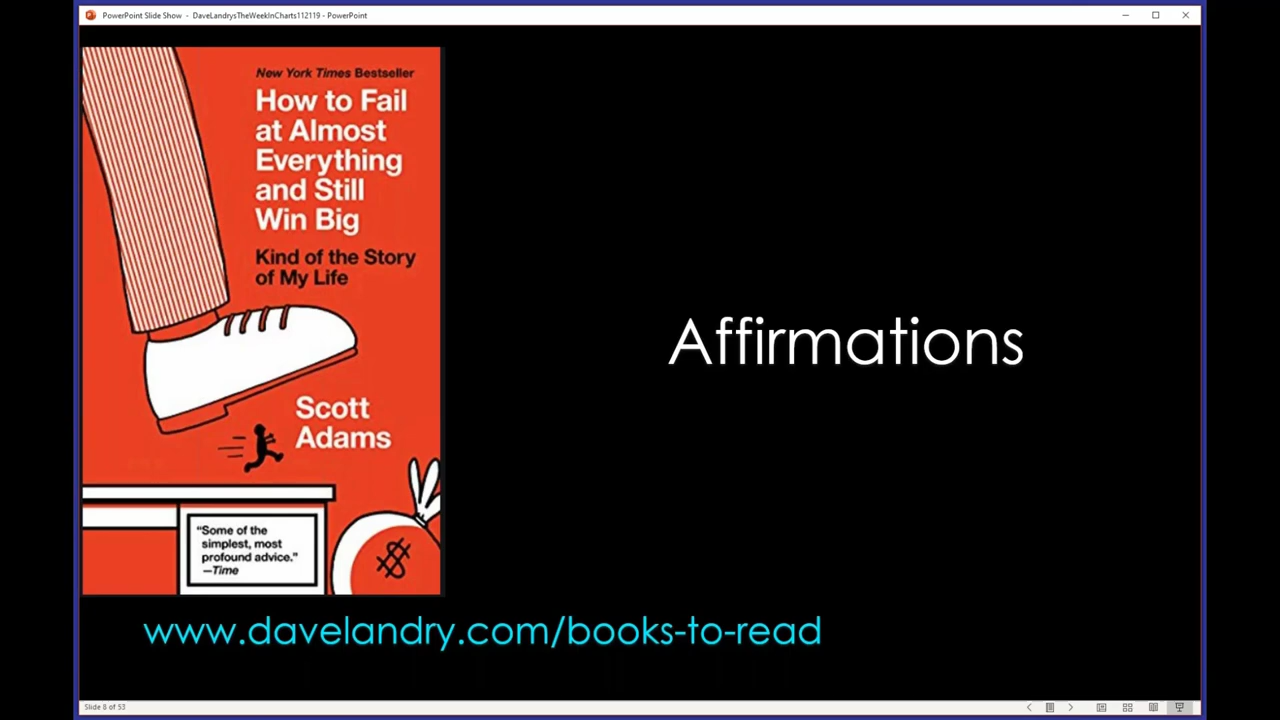 PowerPoint Slide Show - DaveLandrysTheWeekInCharts112119 - PowerPoint
New York Times Bestseller
How to Fail
at Almost
Everything
and Still
Win Big
Kind of the Story
of My Life
Scott
Adams
“Some of the
simplest, most
profound advice.”
—Time
$
Affirmations
www.davelandry.com/books-to-read
Slide 8 of 53